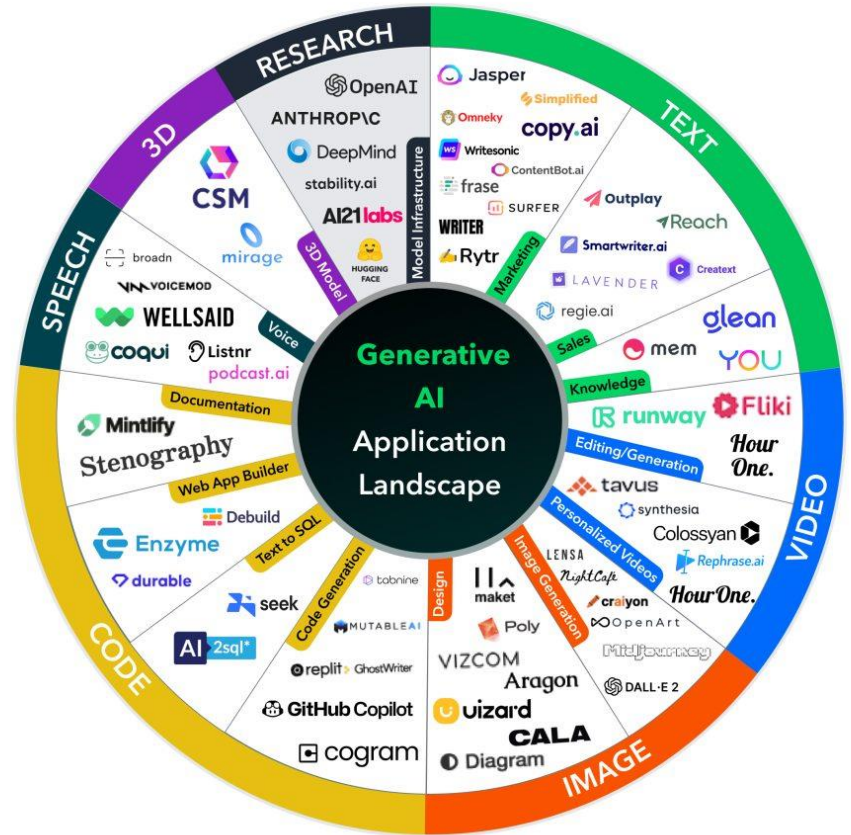 Generative
AI
Application
Landscape
RESEARCH
Model Infrastructure
OpenAI
ANTHROP\C
DeepMind
stability.ai
AI21labs
HUGGING
FACE
TEXT
Marketing
Jasper
Simplified
Omneky
copy.ai
WS Writesonic
ContentBot.ai
frase
SURFER
WRITER
Rytr
Sales
Outplay
Reach
Smartwriter.ai
C Creatext
LAVENDER
regie.ai
Knowledge
glean
mem
YOU
VIDEO
Editing/Generation
runway
Fliki
Hour
One.
Personalized Videos
tavus
synthesia
Colossyan
Rephrase.ai
HourOne.
IMAGE
Image Generation
LENSA
NightCafe
craiyon
OpenArt
Midjourney
DALL·E 2
Design
maket
Poly
VIZCOM
Aragon
uizard
CALA
Diagram
CODE
Code Generation
tabnine
MUTABLEAI
replit GhostWriter
GitHub Copilot
cogram
Text to SQL
seek
AI 2sql*
Web App Builder
Debuild
Enzyme
durable
Documentation
Mintlify
Stenography
SPEECH
Voice
broadn
VOICEMOD
WELLSAID
coqui
Listnr
podcast.ai
3D
3D Model
CSM
mirage